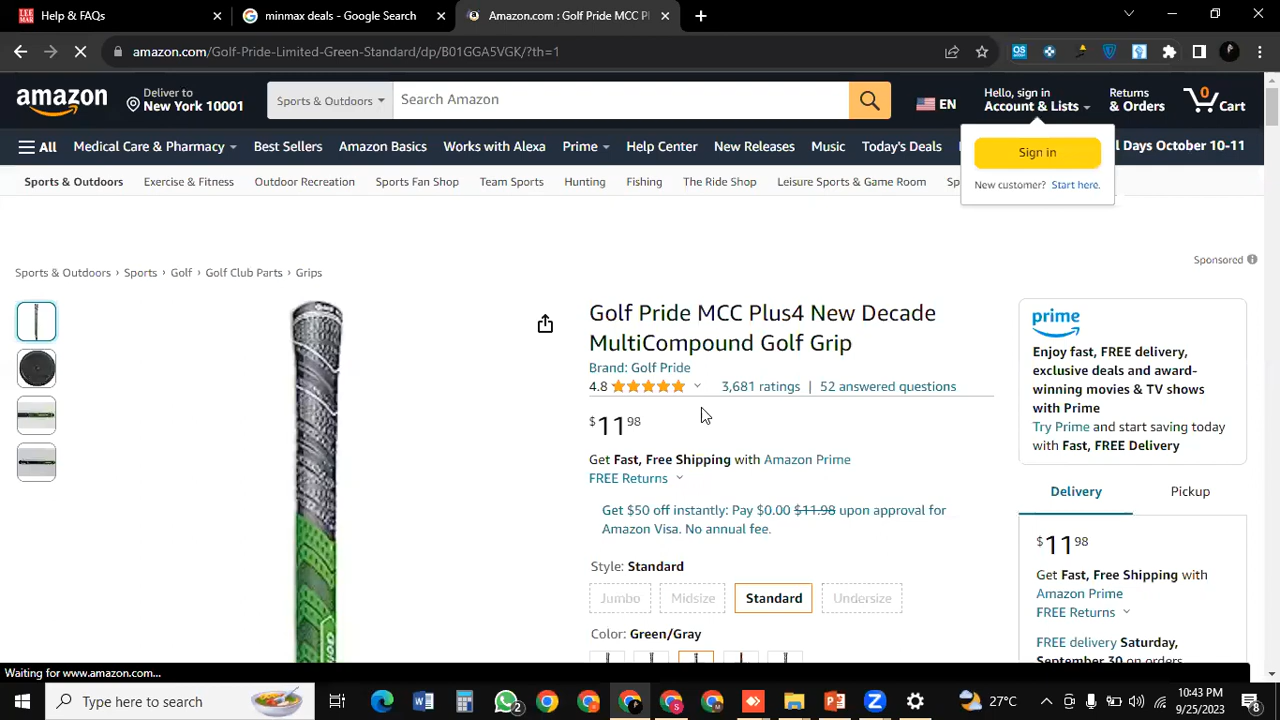 Help & FAQs
minmax deals - Google Search
Amazon.com : Golf Pride MCC Pl
amazon.com/Golf-Pride-Limited-Green-Standard/dp/B01GGA5VGK/?th=1
amazon
Deliver to
New York 10001
Sports & Outdoors
Search Amazon
EN
Hello, sign in
Account & Lists
Returns
& Orders
0
Cart
All
Medical Care & Pharmacy
Best Sellers
Amazon Basics
Works with Alexa
New Releases
Prime
Help Center
Music
Today's Deals
l Days October 10-11
Sign in
New customer? Start here.
Sports & Outdoors
Exercise & Fitness
Outdoor Recreation
Sports Fan Shop
Team Sports
Hunting
Fishing
The Ride Shop
Leisure Sports & Game Room
Sp
Sponsored
Sports & Outdoors › Sports › Golf › Golf Club Parts › Grips
Golf Pride MCC Plus4 New Decade
MultiCompound Golf Grip
Brand: Golf Pride
4.8
3,681 ratings | 52 answered questions
$11 98
Get Fast, Free Shipping with Amazon Prime
FREE Returns
Get $50 off instantly: Pay $0.00 $11.98 upon approval for
Amazon Visa. No annual fee.
Style: Standard
Jumbo
Midsize
Standard
Undersize
Color: Green/Gray
prime
Enjoy fast, FREE delivery,
exclusive deals and award-
winning movies & TV shows
with Prime
Try Prime and start saving today
with Fast, FREE Delivery
Delivery
Pickup
$11 98
Get Fast, Free Shipping with
Amazon Prime
FREE Returns
FREE delivery Saturday,
September 30 on orders
Waiting for www.amazon.com...
Type here to search
2
27°C
10:43 PM
9/25/2023
8